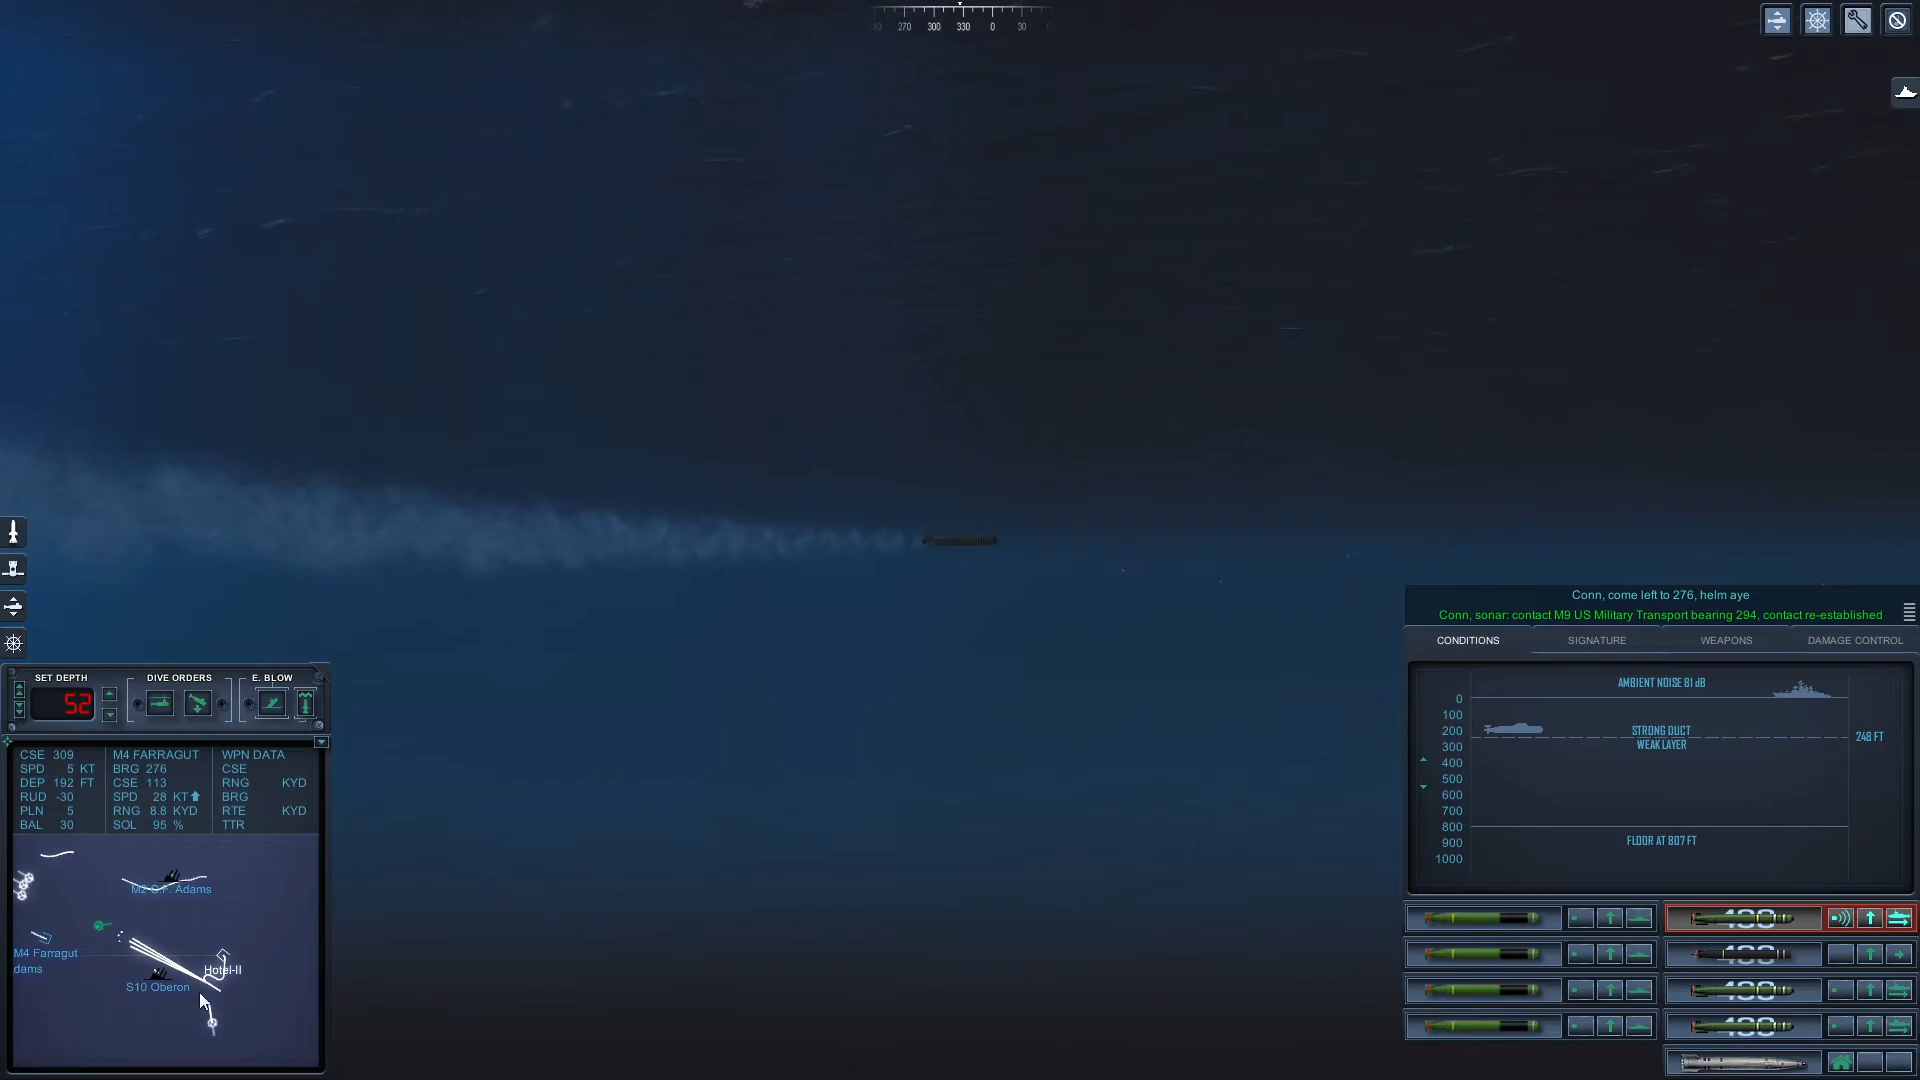 270 300 330 0 30
Conn, come left to 276, helm aye
Conn, sonar: contact M9 US Military Transport bearing 294, contact re-established
CONDITIONS SIGNATURE WEAPONS DAMAGE CONTROL
AMBIENT NOISE 81 dB
0
100
200
300
400
500
600
700
800
900
1000
STRONG DUCT
WEAK LAYER
248 FT
FLOOR AT 807 FT
SET DEPTH DIVE ORDERS E. BLOW
52
CSE 309 M4 FARRAGUT WPN DATA
SPD 5 KT BRG 276 CSE
DEP 192 FT CSE 113 RNG KYD
RUD -30 SPD 28 KT BRG
PLN 5 RNG 8.8 KYD RTE KYD
BAL 30 SOL 95 % TTR
M2 C.F. Adams
M4 Farragut
dams
Hotel-II
S10 Oberon